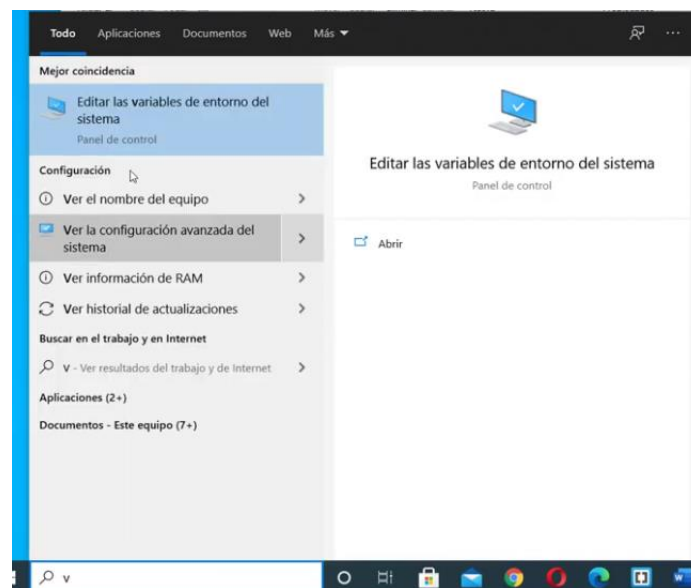 Todo Aplicaciones Documentos Web Más
Mejor coincidencia
Editar las variables de entorno del
sistema
Panel de control
Configuración
Ver el nombre del equipo
Ver la configuración avanzada del
sistema
Ver información de RAM
Ver historial de actualizaciones
Buscar en el trabajo y en Internet
v - Ver resultados del trabajo y de Internet
Aplicaciones (2+)
Documentos - Este equipo (7+)
Editar las variables de entorno del sistema
Panel de control
Abrir
v